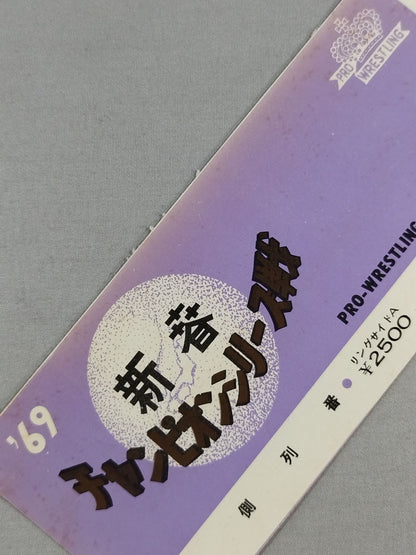 PRO WRESTLING
'69
新春
チャンピオンシリーズ戦
PRO-WRESTLING
リングサイドA
¥2500
側 列 番